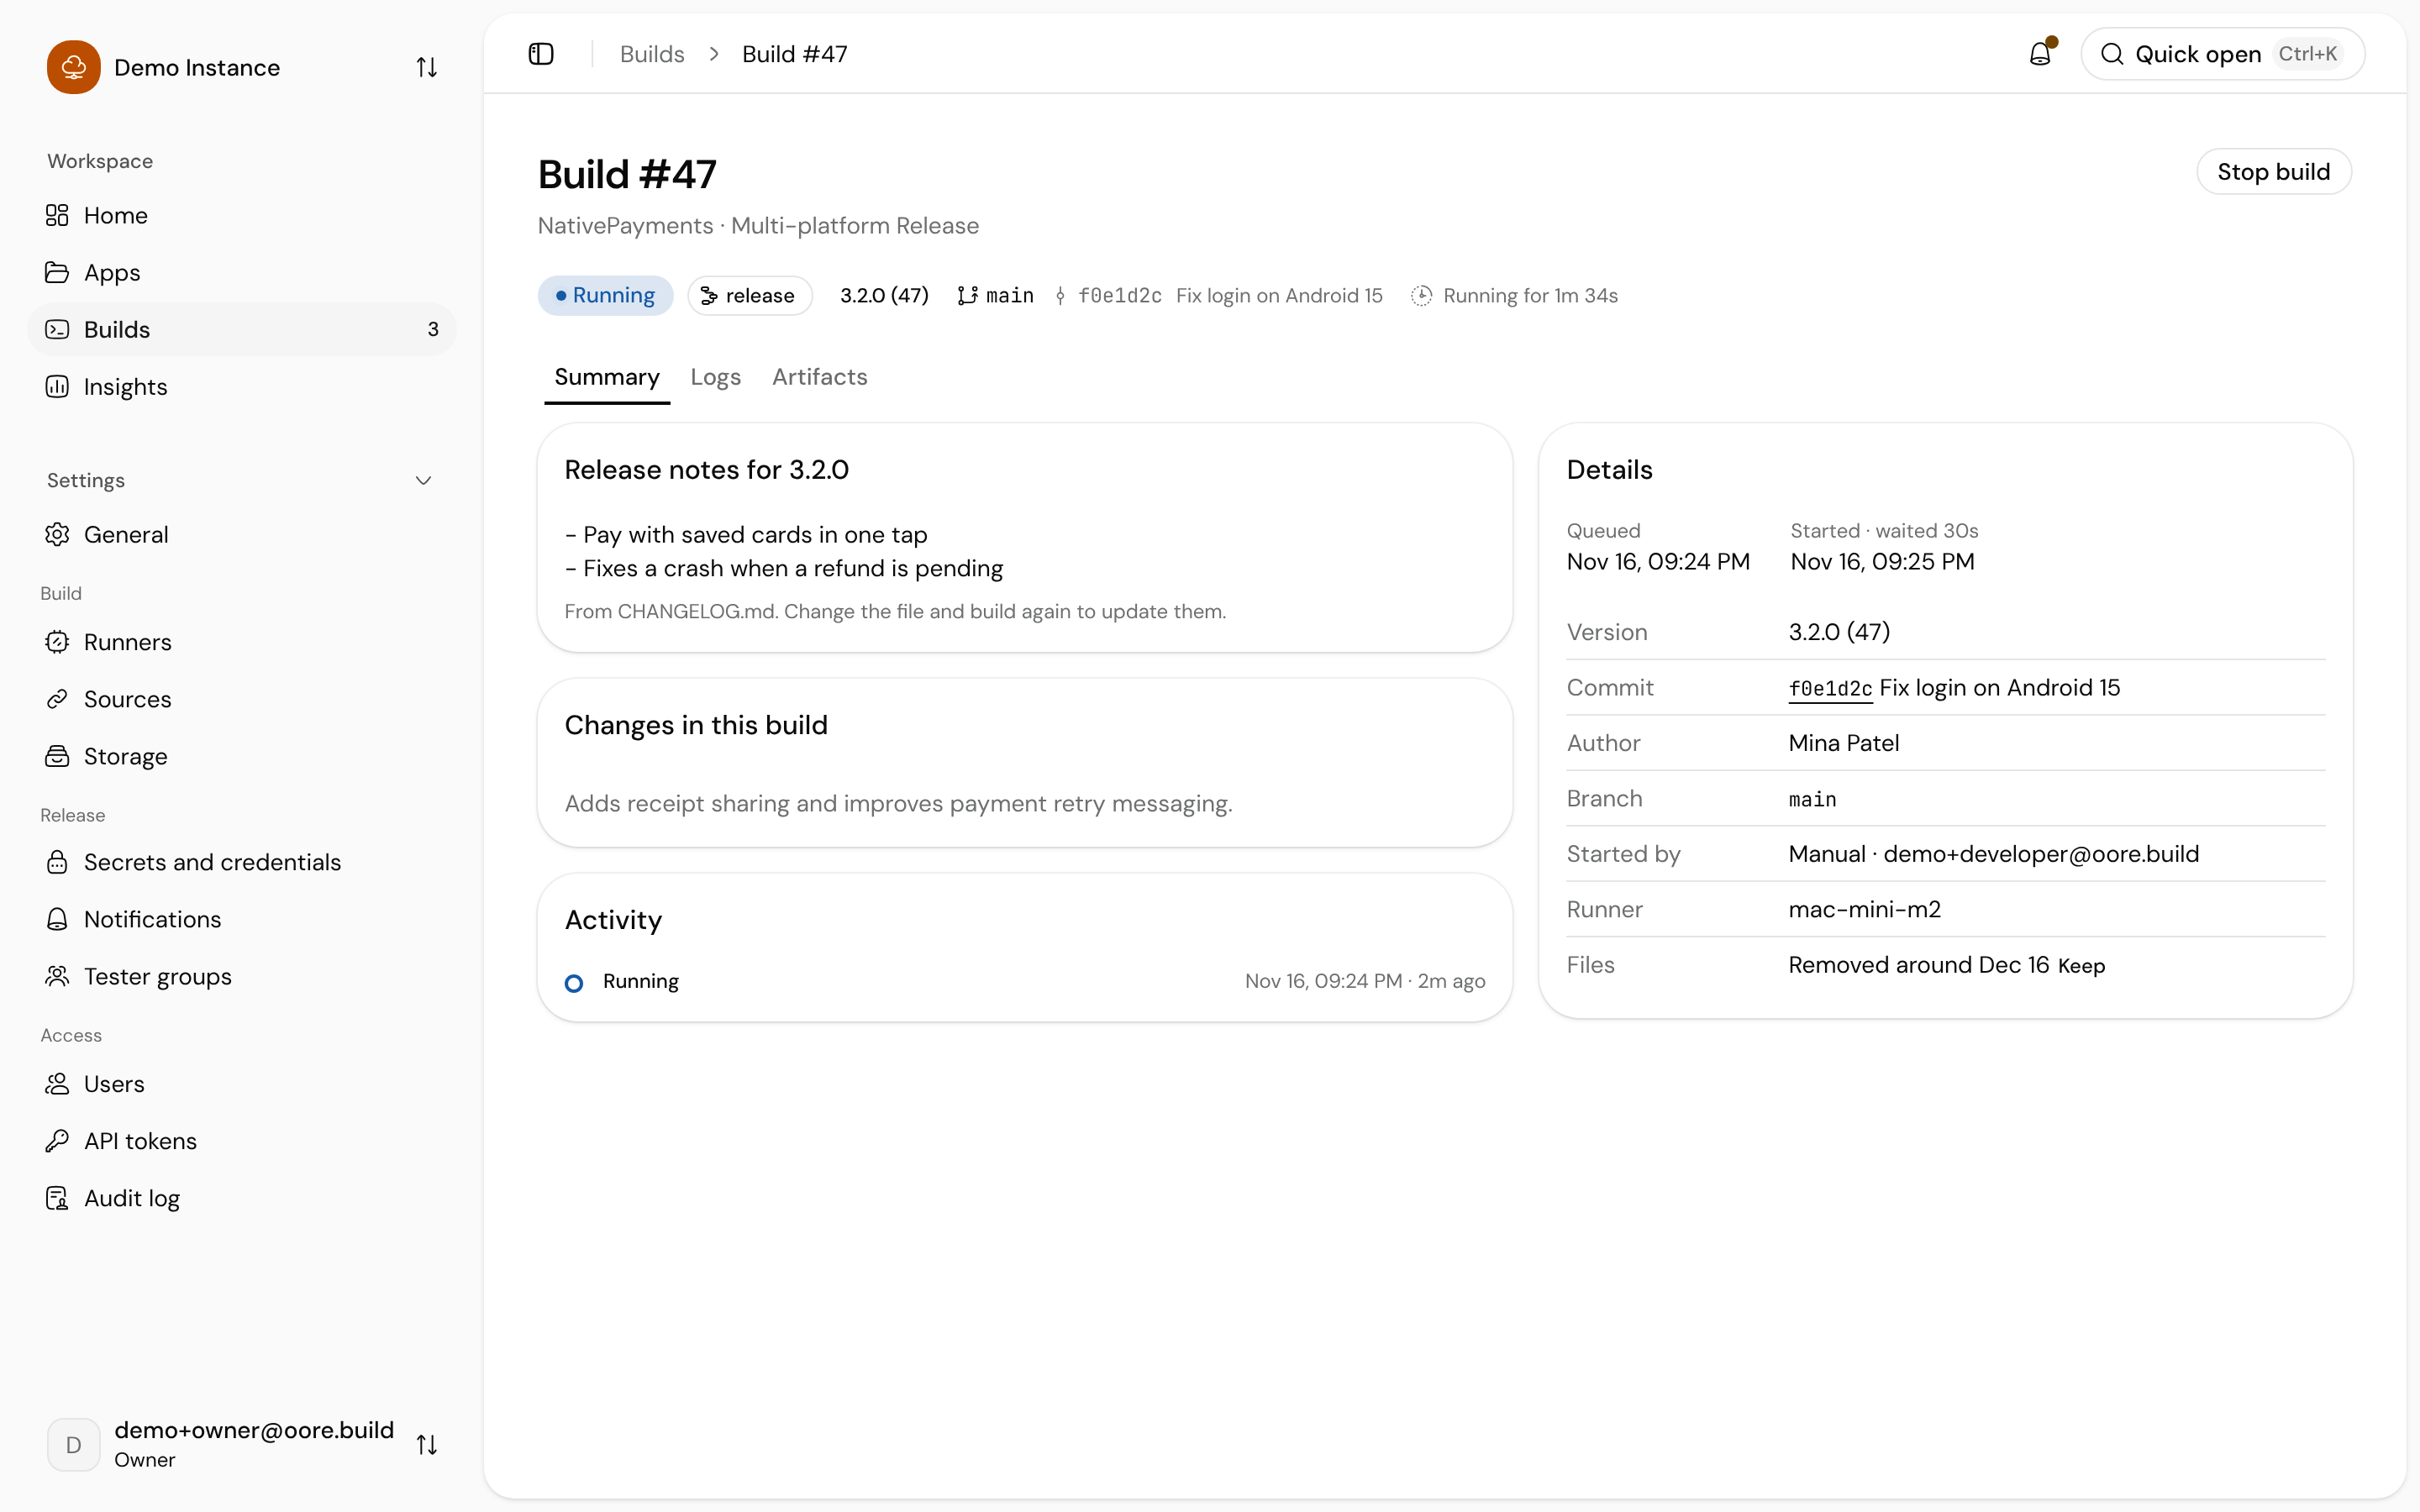 Demo Instance
Workspace
Home
Apps
Builds 3
Insights
Settings
General
Build
Runners
Sources
Storage
Release
Secrets and credentials
Notifications
Tester groups
Access
Users
API tokens
Audit log
D
demo+owner@oore.build
Owner
Builds > Build #47
Quick open Ctrl+K
Build #47
Stop build
NativePayments · Multi-platform Release
Running release 3.2.0 (47) main f0e1d2c Fix login on Android 15 Running for 1m 34s
Summary Logs Artifacts
Release notes for 3.2.0
- Pay with saved cards in one tap
- Fixes a crash when a refund is pending
From CHANGELOG.md. Change the file and build again to update them.
Changes in this build
Adds receipt sharing and improves payment retry messaging.
Activity
Running Nov 16, 09:24 PM · 2m ago
Details
Queued Started · waited 30s
Nov 16, 09:24 PM Nov 16, 09:25 PM
Version 3.2.0 (47)
Commit f0e1d2c Fix login on Android 15
Author Mina Patel
Branch main
Started by Manual · demo+developer@oore.build
Runner mac-mini-m2
Files Removed around Dec 16 Keep